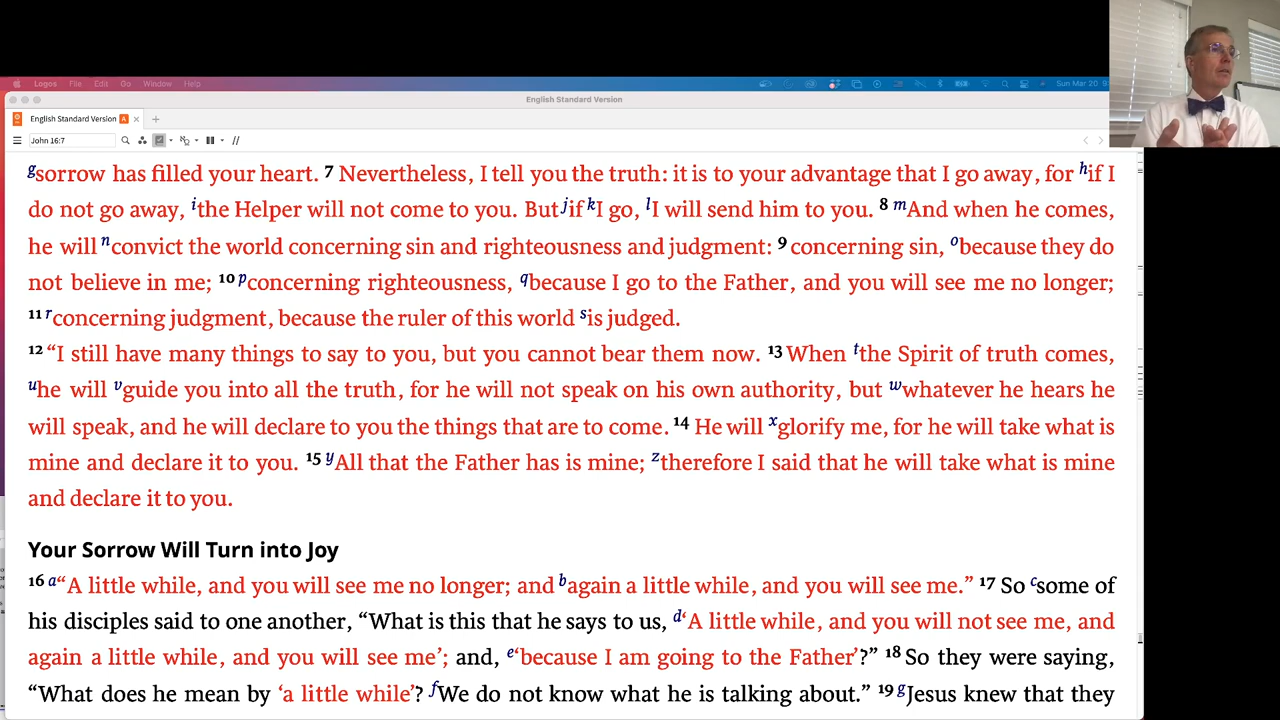 Logos File Edit Go Window Help Sun Mar 20
English Standard Version
English Standard Version A
John 16:7
gsorrow has filled your heart. 7 Nevertheless, I tell you the truth: it is to your advantage that I go away, for hif I
do not go away, ithe Helper will not come to you. But jif kI go, lI will send him to you. 8 mAnd when he comes,
he will nconvict the world concerning sin and righteousness and judgment: 9 concerning sin, obecause they do
not believe in me; 10 pconcerning righteousness, qbecause I go to the Father, and you will see me no longer;
11 rconcerning judgment, because the ruler of this world sis judged.
12 “I still have many things to say to you, but you cannot bear them now. 13 When tthe Spirit of truth comes,
uhe will vguide you into all the truth, for he will not speak on his own authority, but wwhatever he hears he
will speak, and he will declare to you the things that are to come. 14 He will xglorify me, for he will take what is
mine and declare it to you. 15 yAll that the Father has is mine; ztherefore I said that he will take what is mine
and declare it to you.
Your Sorrow Will Turn into Joy
16 a“A little while, and you will see me no longer; and bagain a little while, and you will see me.” 17 So csome of
his disciples said to one another, “What is this that he says to us, d‘A little while, and you will not see me, and
again a little while, and you will see me’; and, e‘because I am going to the Father’?” 18 So they were saying,
“What does he mean by ‘a little while’? fWe do not know what he is talking about.” 19 gJesus knew that they